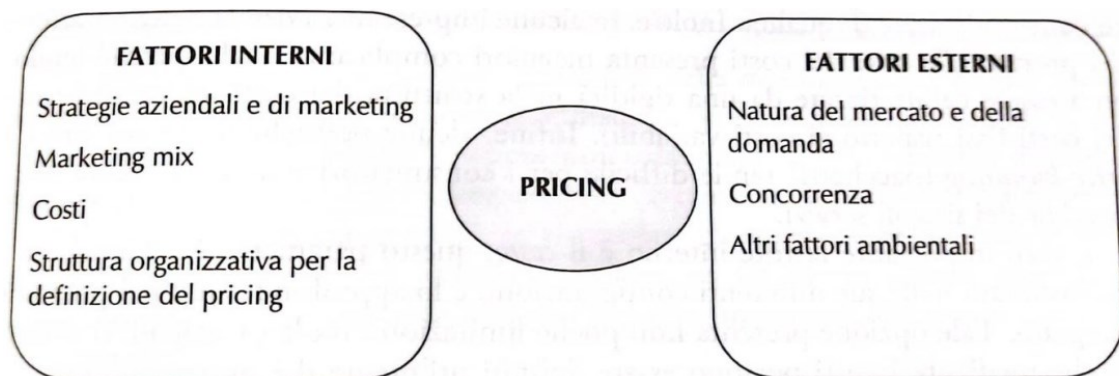 FATTORI INTERNI
Strategie aziendali e di marketing
Marketing mix
Costi
Struttura organizzativa per la
definizione del pricing
PRICING
FATTORI ESTERNI
Natura del mercato e della
domanda
Concorrenza
Altri fattori ambientali